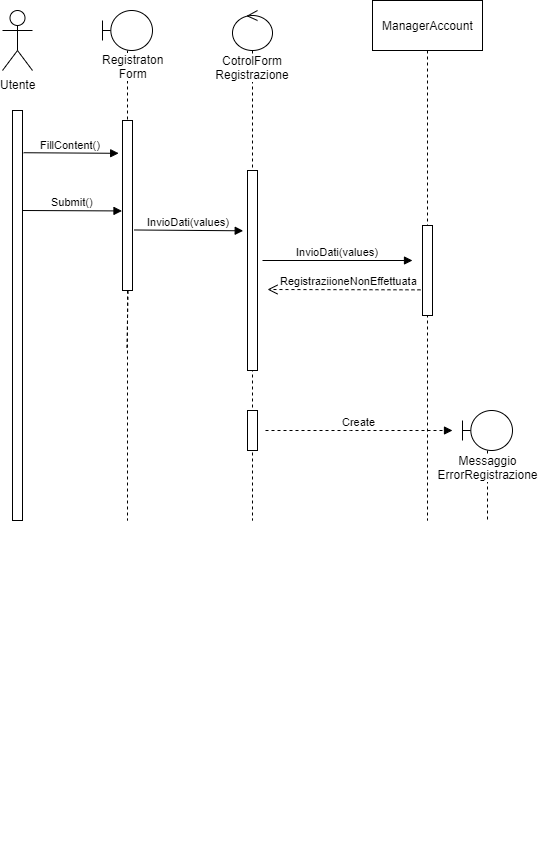 ManagerAccount
Utente
Registraton
Form
CotrolForm
Registrazione
FillContent()
Submit()
InvioDati(values)
InvioDati(values)
RegistraziioneNonEffettuata
Create
Messaggio
ErrorRegistrazione